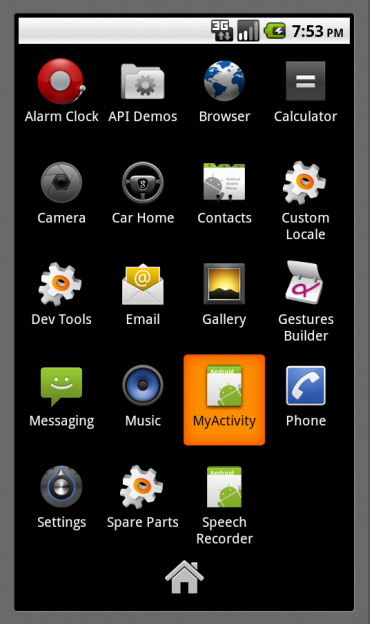 3G 7:53 PM
Alarm Clock API Demos Browser Calculator
Camera Car Home Contacts Custom
Locale
Dev Tools Email Gallery Gestures
Builder
Messaging Music MyActivity Phone
Settings Spare Parts Speech
Recorder